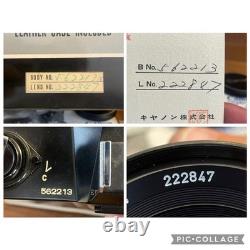 LEATHER CASE INCLUDED
BODY NO. 562213
LENS NO. 222847
B No. 562213
L No. 222847
キヤノン株式会社
V
C
562213
222847
PIC•COLLAGE